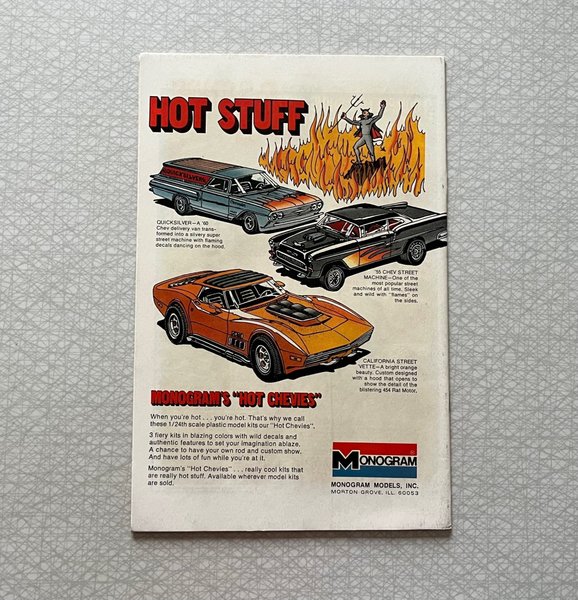 HOT STUFF
QUICKSILVER
QUICKSILVER—A '60
Chev delivery van trans-
formed into a silvery super
street machine with flaming
decals dancing on the hood.
'55 CHEV STREET
MACHINE—One of the
most popular street
machines of all time. Sleek
and wild with "flames" on
the sides.
CALIFORNIA STREET
VETTE—A bright orange
beauty. Custom designed
with a hood that opens to
show the detail of the
blistering 454 Rat Motor.
MONOGRAM'S "HOT CHEVIES"
When you're hot . . . you're hot. That's why we call
these 1/24th scale plastic model kits our "Hot Chevies".
3 fiery kits in blazing colors with wild decals and
authentic features to set your imagination ablaze.
A chance to have your own rod and custom show.
And have lots of fun while you're at it.
Monogram's "Hot Chevies" . . . really cool kits that
are really hot stuff. Available wherever model kits
are sold.
MONOGRAM®
MONOGRAM MODELS, INC.
MORTON GROVE, ILL. 60053